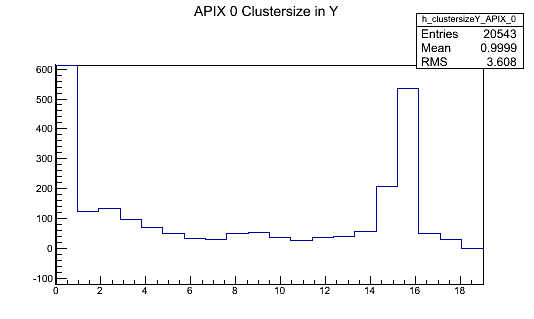 APIX 0 Clustersize in Y
h_clustersizeY_APIX_0
Entries 20543
Mean 0.9999
RMS 3.608
600
500
400
300
200
100
0
-100
0 2 4 6 8 10 12 14 16 18